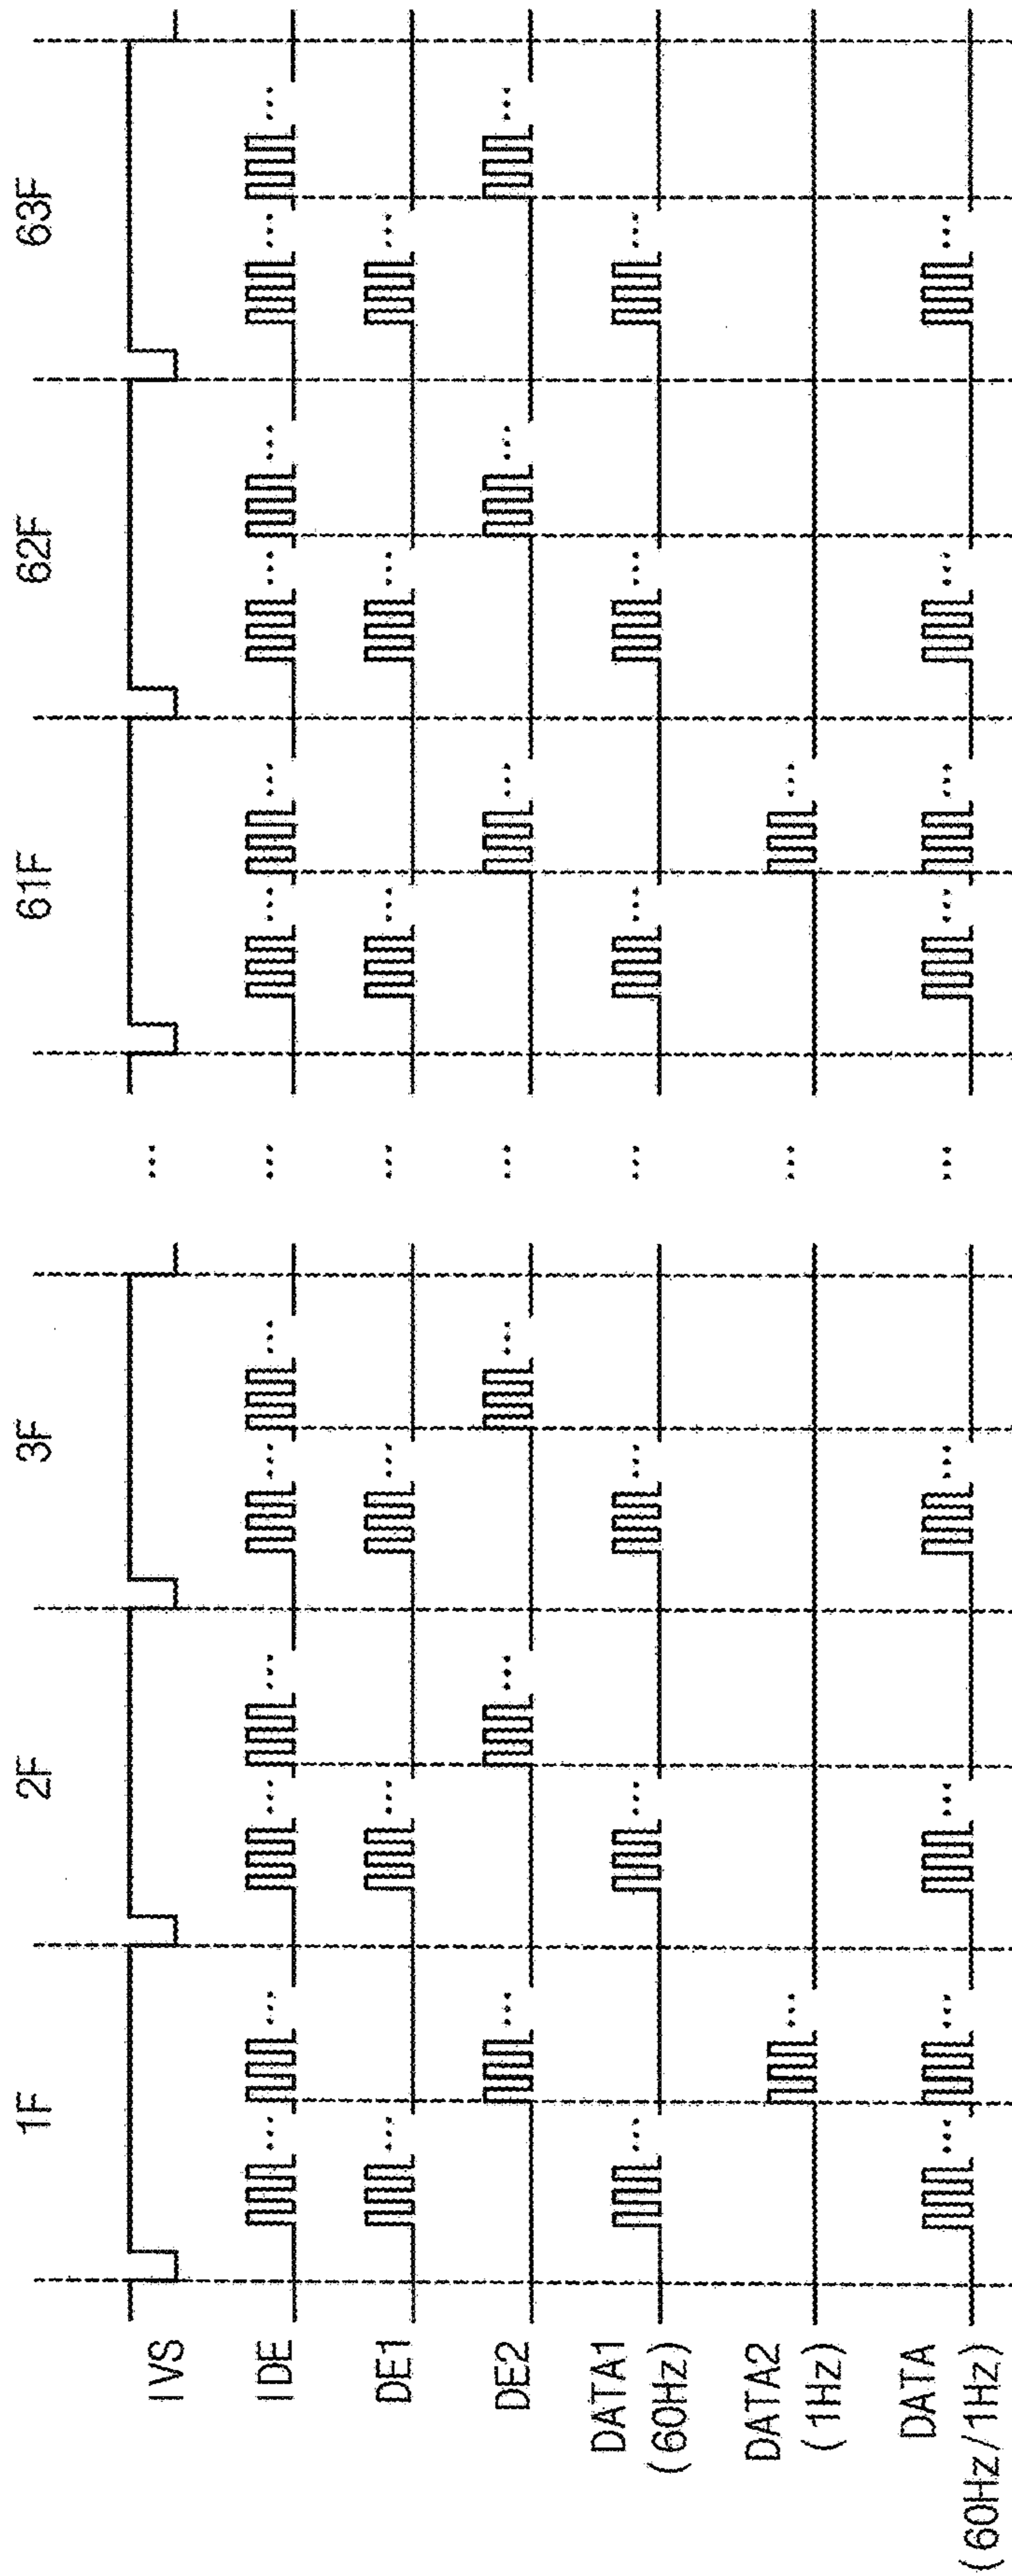 1F 2F 3F 61F 62F 63F
IVS ...
IDE ... ... ... ... ... ... ... ... ... ... ... ... ...
DE1 ... ... ... ... ... ... ...
DE2 ... ... ... ... ... ... ...
DATA1
(60Hz) ... ... ... ... ... ... ...
DATA2
(1Hz) ... ... ...
DATA
(60Hz/1Hz) ... ... ... ... ... ... ... ... ...